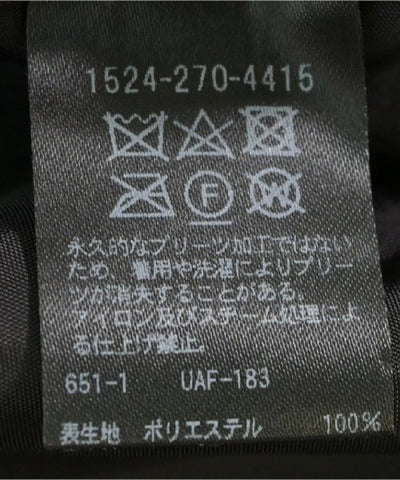 1524-270-4415
F
W
永久的なプリーツ加工ではない
ため、着用や洗濯によりプリー
ツが消失することがある。
アイロン及スチーム処理によ
る仕上げ禁止。
651-1 UAF-183
表生地 ポリエステル 100%